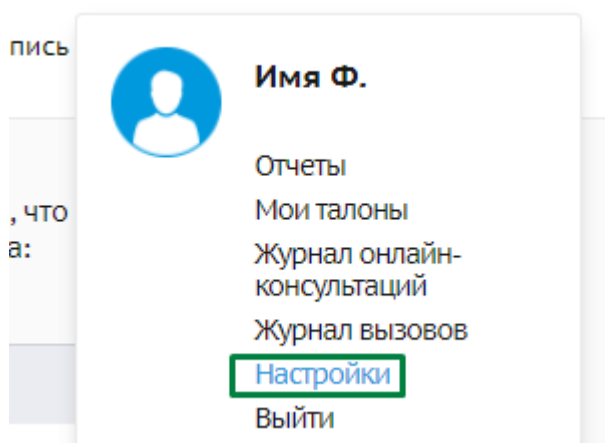 пись
Имя Ф.
Отчеты
, что
Мои талоны
а:
Журнал онлайн-
консультаций
Журнал вызовов
Настройки
Выйти